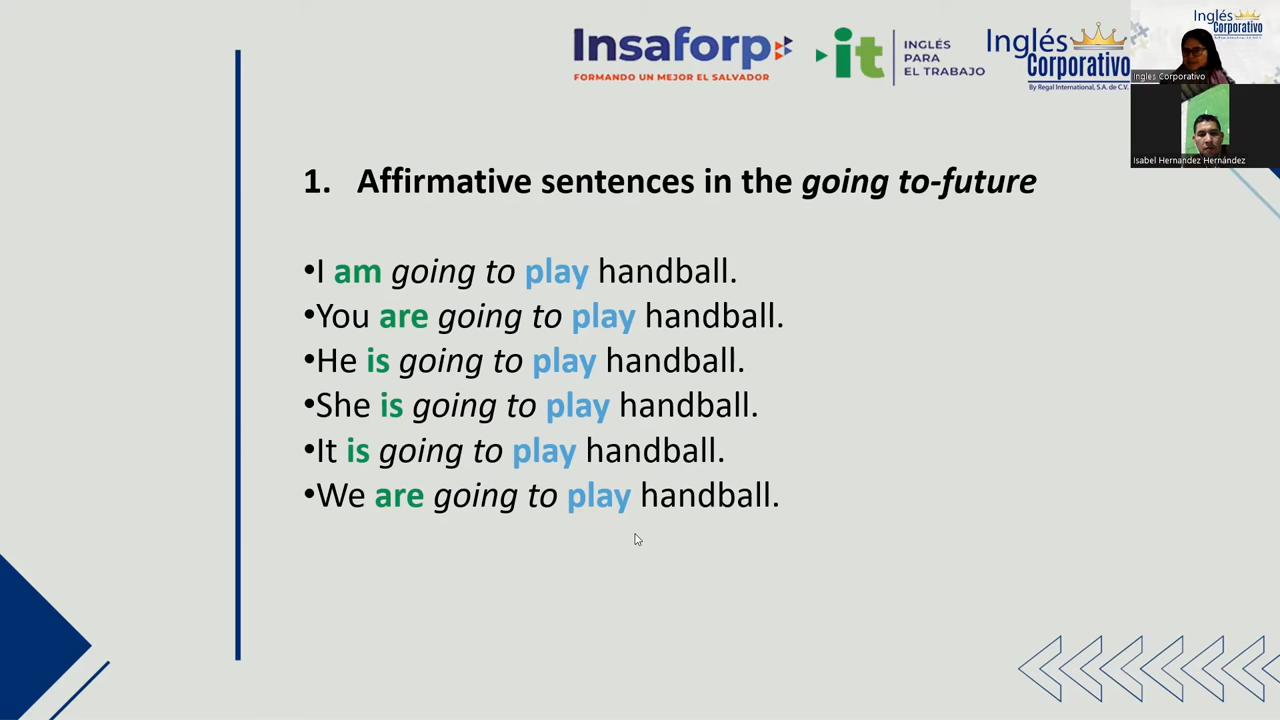 Insaforp
FORMANDO UN MEJOR EL SALVADOR
it
INGLÉS
PARA
EL TRABAJO
Inglés
Corporativo
By Regal International, S.A. de C.V.
Inglés
Corporativo
Ingles Corporativo
Isabel Hernandez Hernández
1. Affirmative sentences in the going to-future
•I am going to play handball.
•You are going to play handball.
•He is going to play handball.
•She is going to play handball.
•It is going to play handball.
•We are going to play handball.